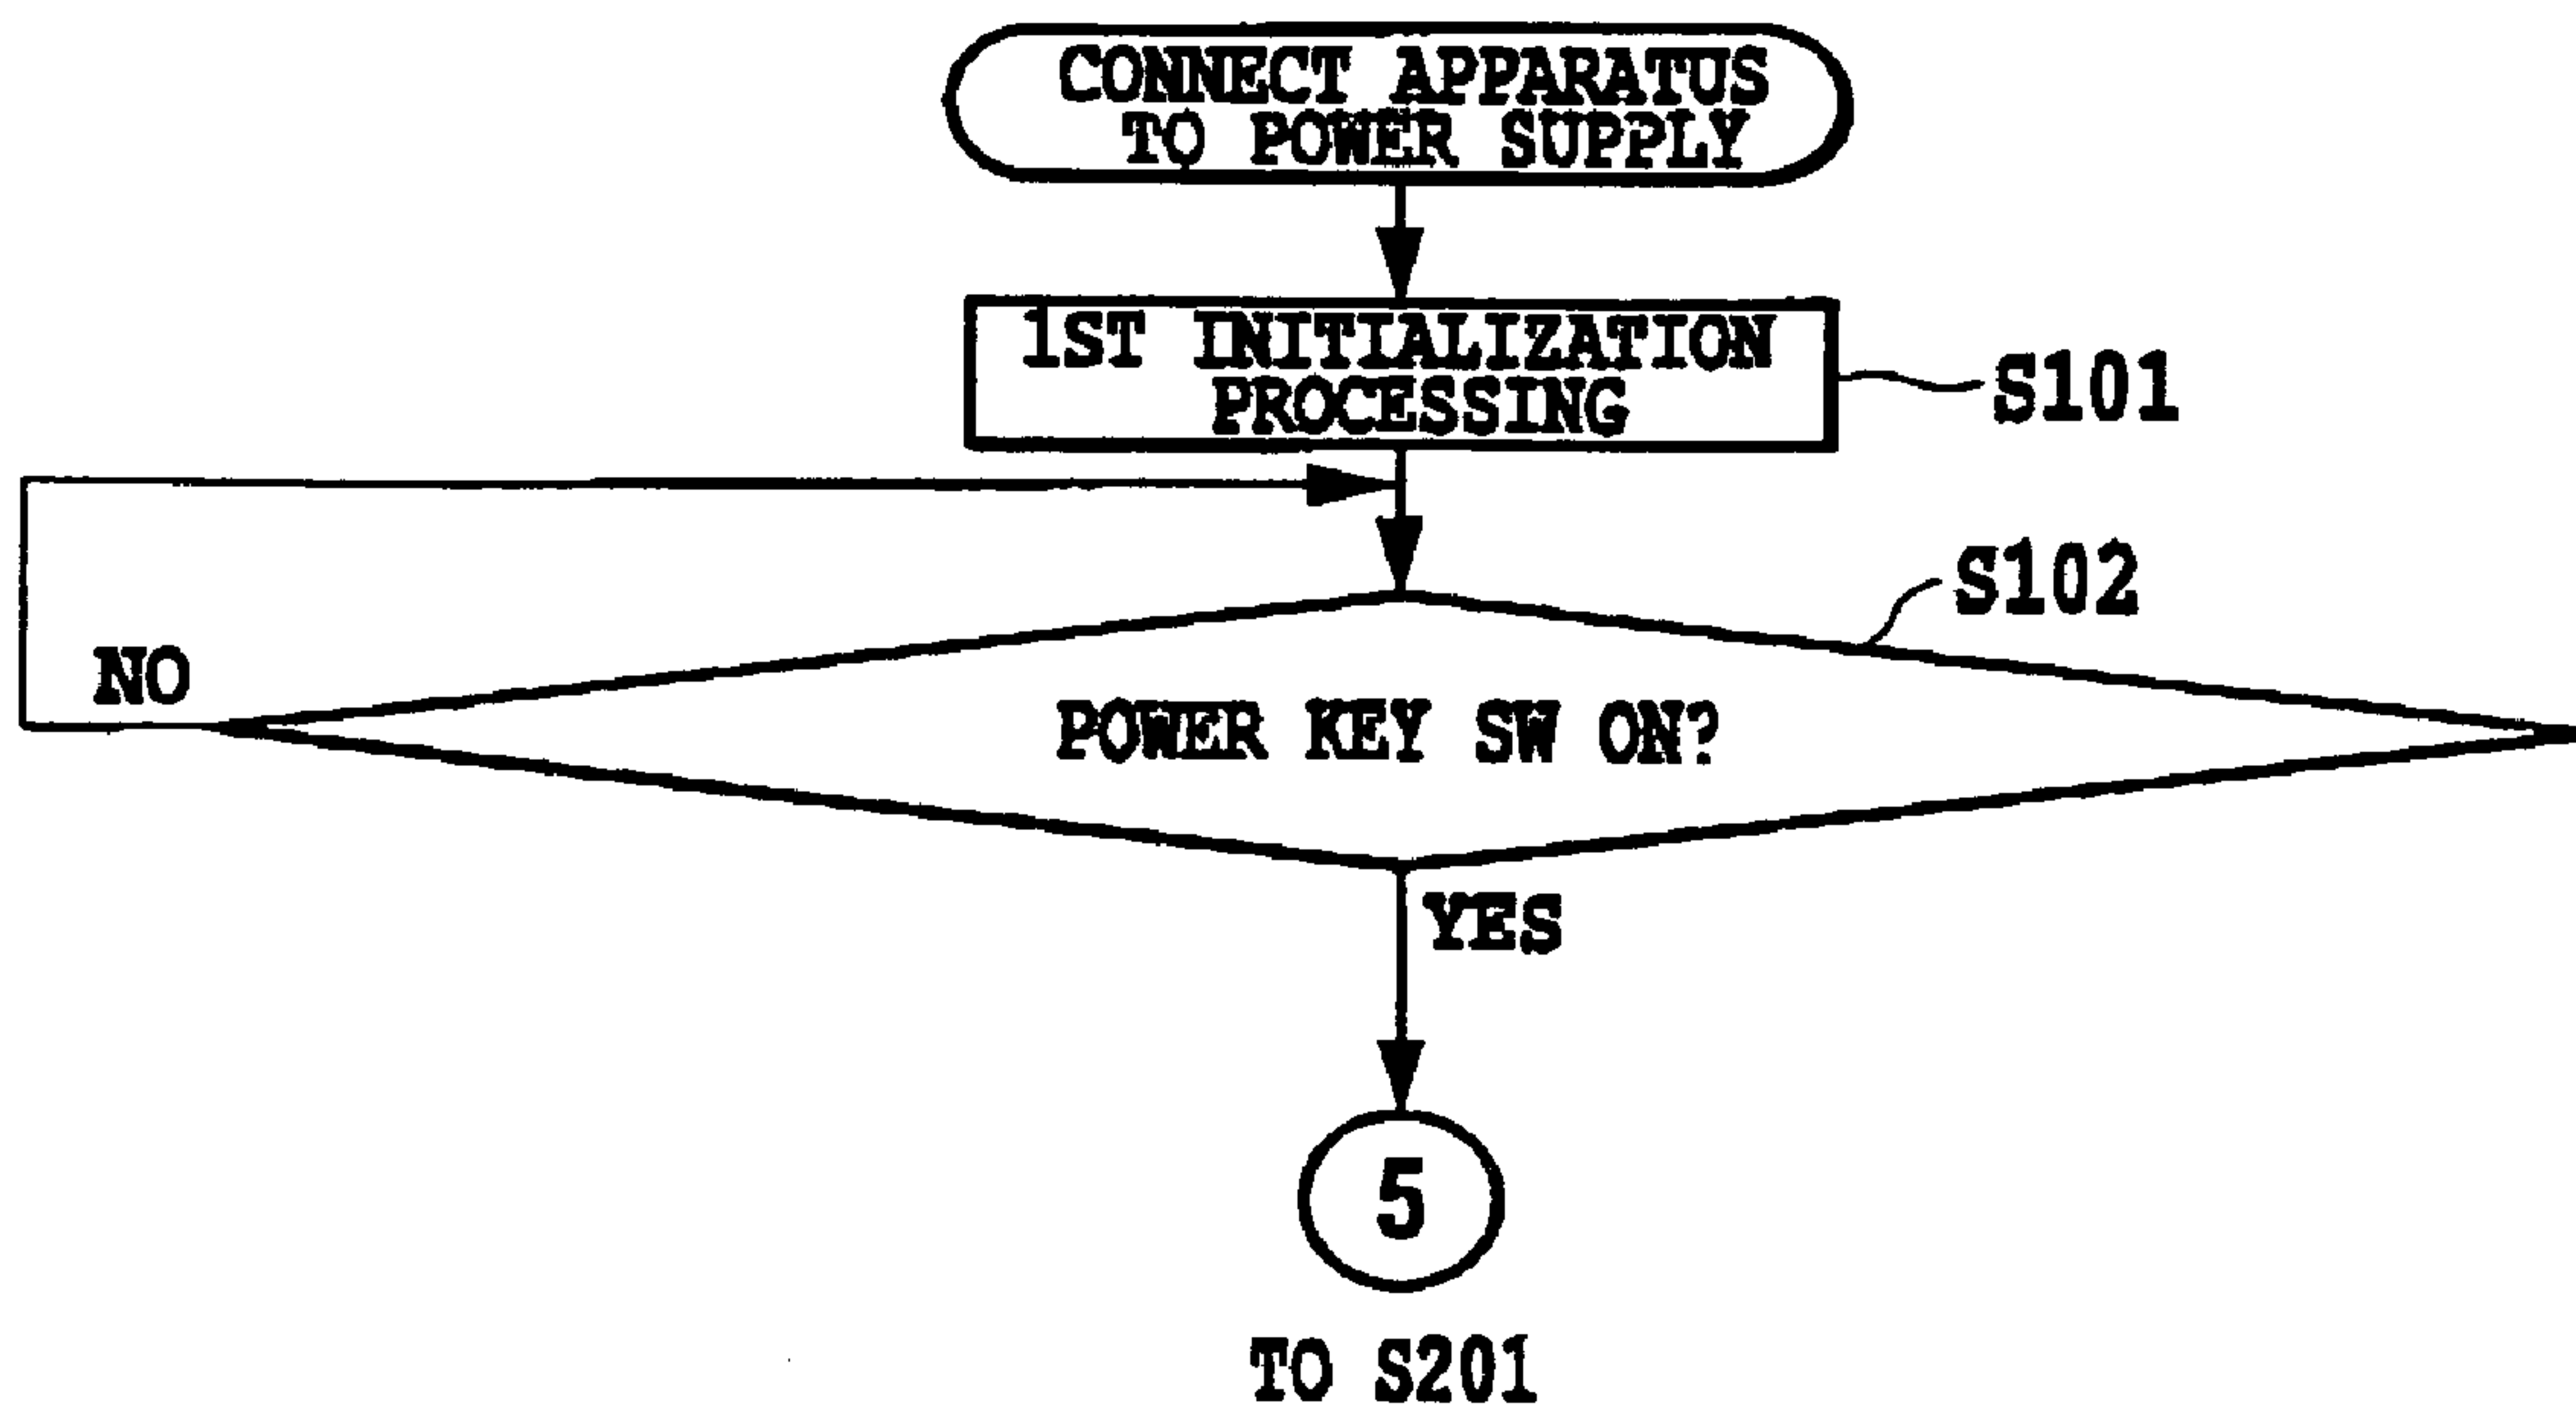 CONNECT APPARATUS
TO POWER SUPPLY
1ST INITIALIZATION
PROCESSING
S101
S102
NO
POWER KEY SW ON?
YES
5
TO S201